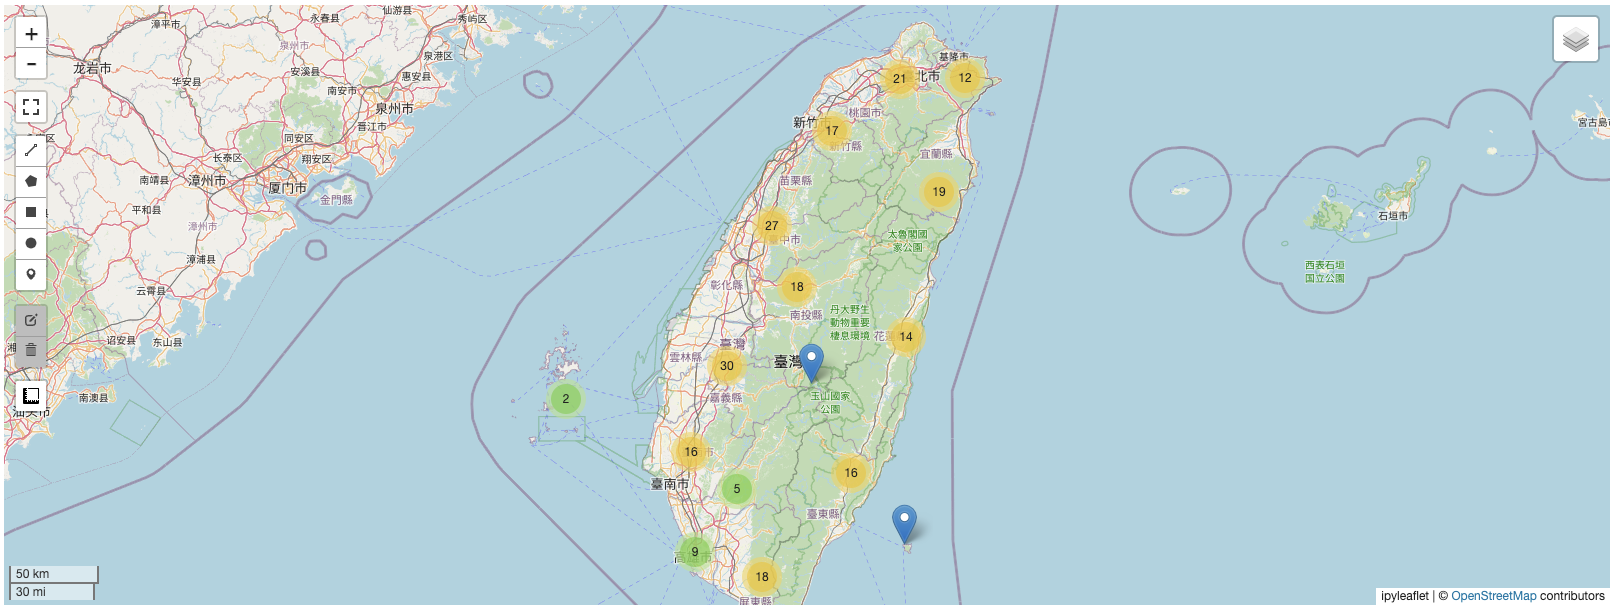 +
−
仙游县
永春县
漳平市
秀屿区
泉州市
泉港区
龙岩市
安溪县
惠安县
华安县
南安市
泉州市
晋江市
同安区
长泰区
翔安区
漳州市
南靖县
厦门市
金門縣
平和县
漳州市
漳浦县
云霄县
诏安县
东山县
南澳县
汕头市
基隆市
21
北市
12
桃園市
新竹
17
新竹縣
宜蘭縣
苗栗縣
19
27
臺中市
太魯閣國
家公園
彰化縣
18
南投縣
丹大野生
動物重要
棲息環境
14
臺灣
雲林縣
臺灣
30
嘉義縣
玉山國家
公園
2
16
市
16
臺南市
5
臺東縣
9
高雄市
18
屏東縣
宮古島市
石垣市
西表石垣
国立公園
50 km
30 mi
ipyleaflet | © OpenStreetMap contributors